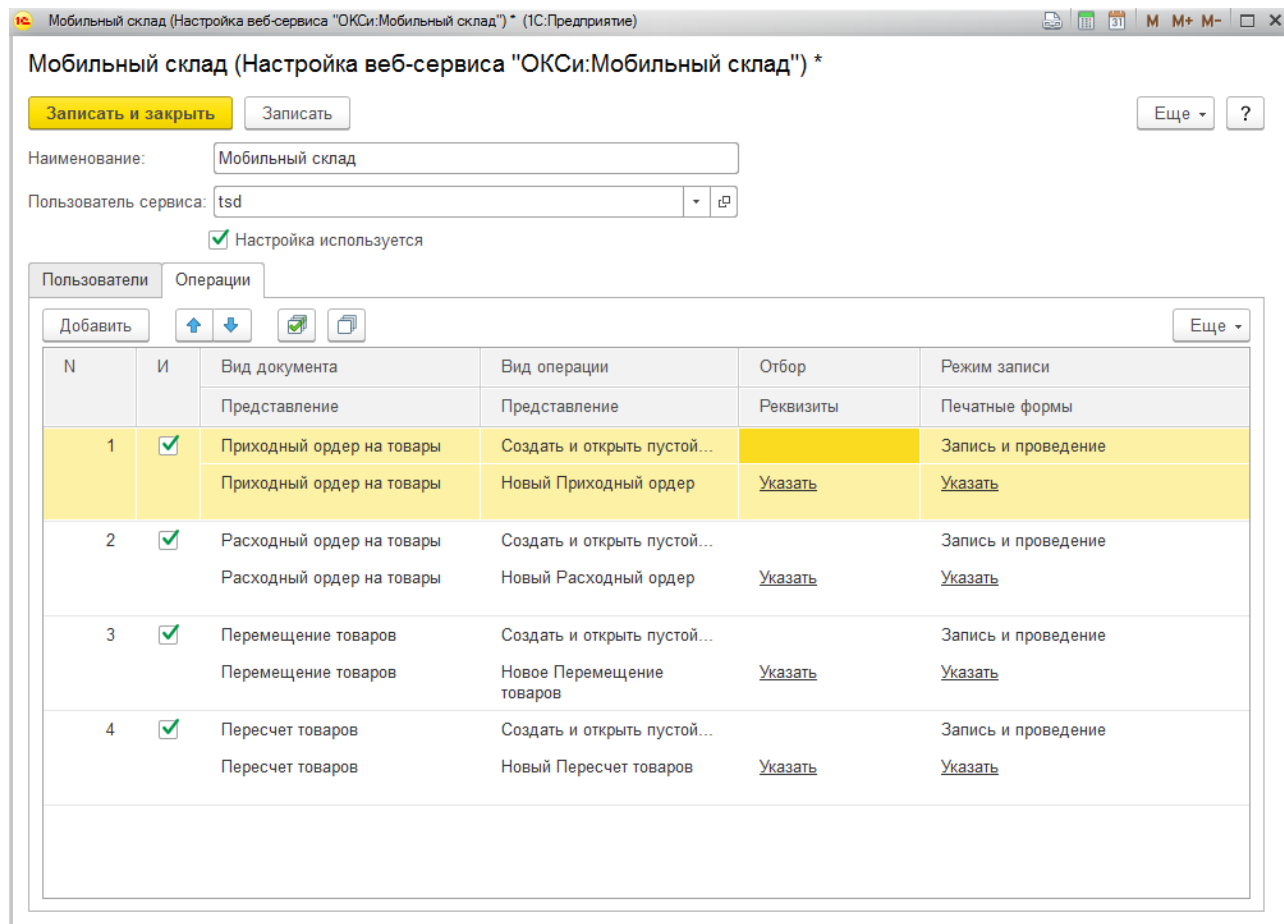 Мобильный склад (Настройка веб-сервиса "ОКСи:Мобильный склад") * (1С:Предприятие)
31 M M+ M-
Мобильный склад (Настройка веб-сервиса "ОКСи:Мобильный склад") *
Записать и закрыть Записать Еще ?
Наименование: Мобильный склад
Пользователь сервиса: tsd
Настройка используется
Пользователи Операции
Добавить Еще
N И Вид документа Вид операции Отбор Режим записи
Представление Представление Реквизиты Печатные формы
1 Приходный ордер на товары Создать и открыть пустой... Запись и проведение
Приходный ордер на товары Новый Приходный ордер Указать Указать
2 Расходный ордер на товары Создать и открыть пустой... Запись и проведение
Расходный ордер на товары Новый Расходный ордер Указать Указать
3 Перемещение товаров Создать и открыть пустой... Запись и проведение
Перемещение товаров Новое Перемещение Указать Указать
товаров
4 Пересчет товаров Создать и открыть пустой... Запись и проведение
Пересчет товаров Новый Пересчет товаров Указать Указать